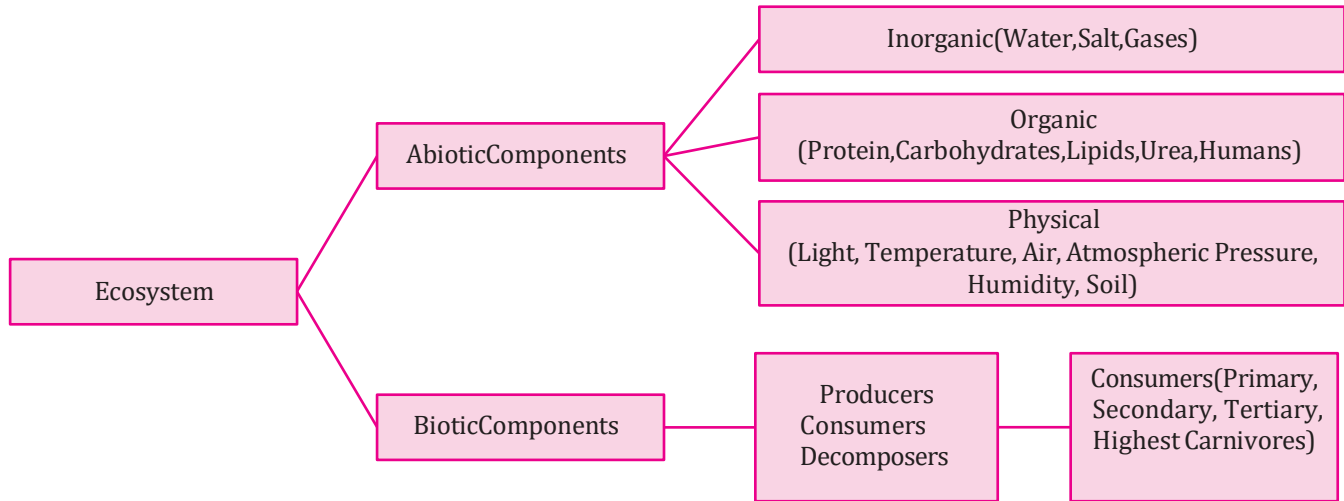 Ecosystem
AbioticComponents
Inorganic(Water,Salt,Gases)
Organic
(Protein,Carbohydrates,Lipids,Urea,Humans)
Physical
(Light, Temperature, Air, Atmospheric Pressure,
Humidity, Soil)
BioticComponents
Producers
Consumers
Decomposers
Consumers(Primary,
Secondary, Tertiary,
Highest Carnivores)